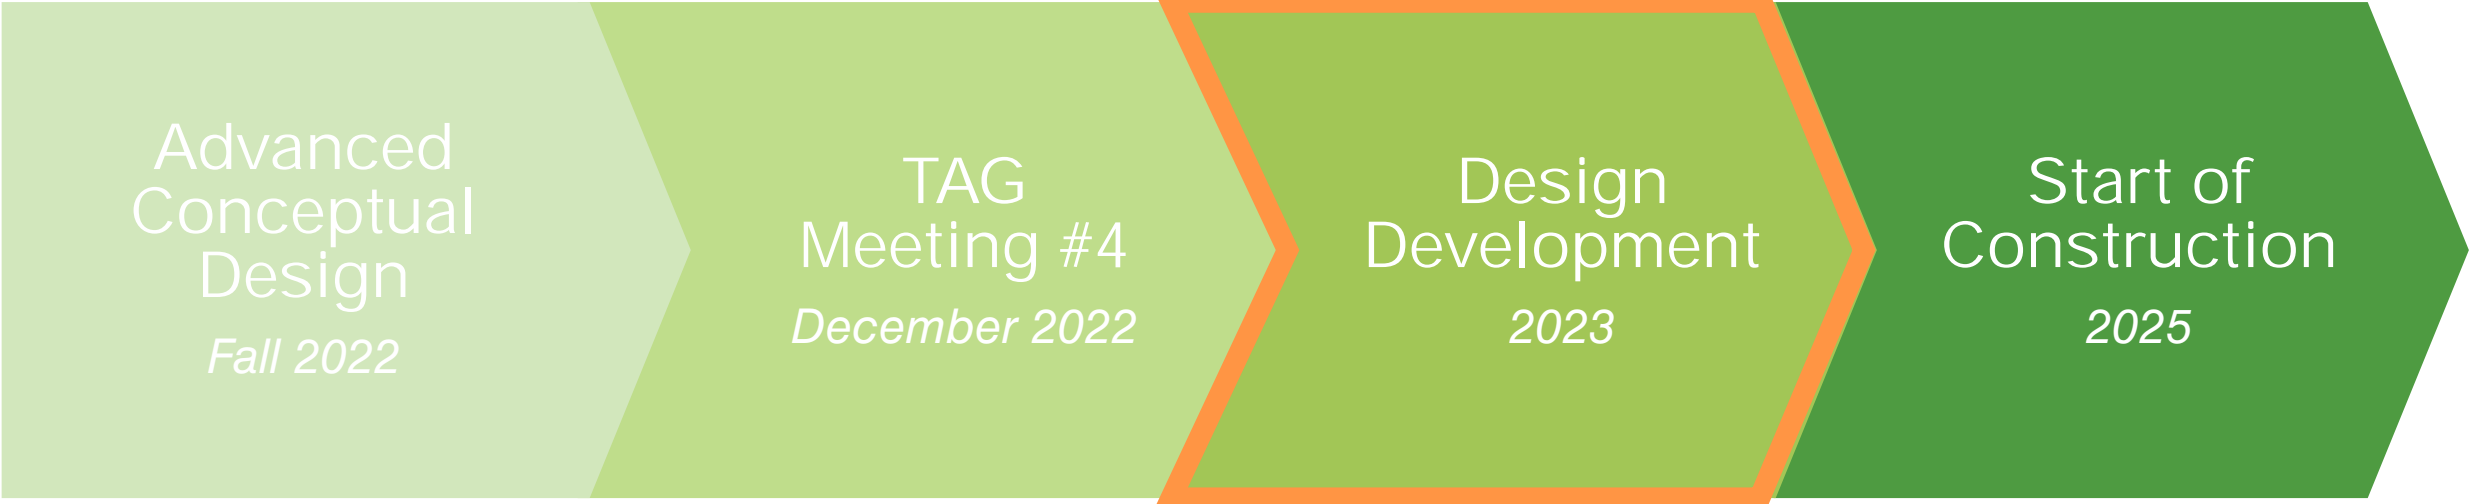 Advanced
Conceptual
Design
Fall 2022
TAG
Meeting #4
December 2022
Design
Development
2023
Start of
Construction
2025